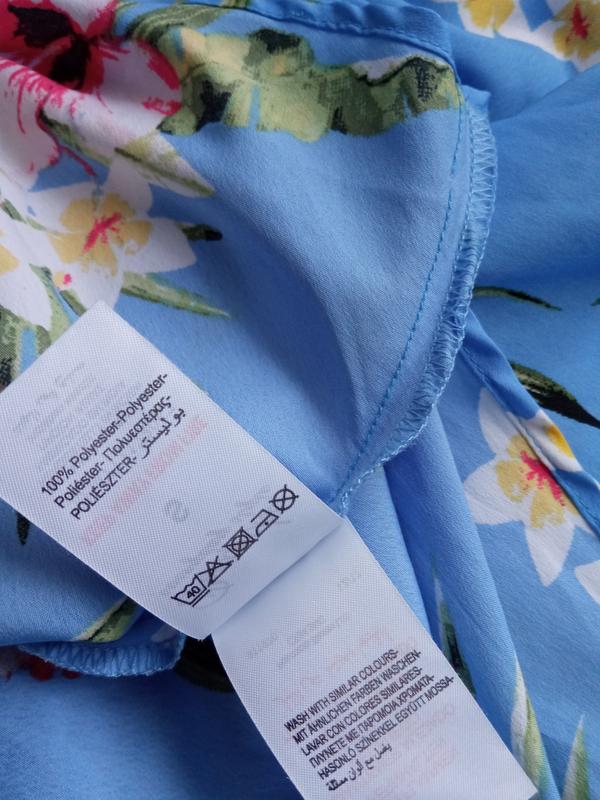 100% Polyester-Polyester-
Poliéster- Πολυεστέρας-
POLIÉSZTER- بوليستر
40
WASH WITH SIMILAR COLOURS-
MIT ÄHNLICHEN FARBEN WASCHEN-
LAVAR CON COLORES SIMILARES-
ΠΛΥΝΕΤΕ ΜΕ ΠΑΡΟΜΟΙΑ ΧΡΩΜΑΤΑ-
HASONLÓ SZÍNEKKEL EGYÜTT MOSSA-
يغسل مع ألوان مماثلة